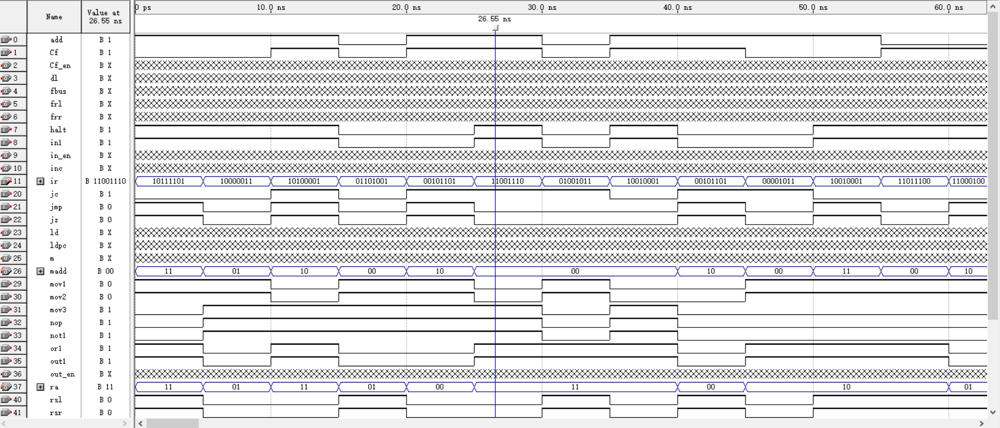 0 ps 10.0 ns 20.0 ns 30.0 ns 40.0 ns 50.0 ns 60.0 ns
Name Value at 26.55 ns
26.55 ns
0 add B 1
1 Cf B 1
2 Cf_en B X
3 dl B X
4 fbus B X
5 frl B X
6 frr B X
7 halt B 1
8 in1 B 1
9 in_en B X
10 inc B X
11 ir B 11001110 10111101 10000011 10100001 01101001 00101101 11001110 01001011 10010001 00101101 00001011 10010001 11011100 11000100
20 jc B 1
21 jmp B 0
22 jz B 0
23 ld B X
24 ldpc B X
25 m B X
26 madd B 00 11 01 10 00 10 00 10 00 11 00 10
29 mov1 B 0
30 mov2 B 0
31 mov3 B 1
32 nop B 1
33 not1 B 1
34 or1 B 1
35 out1 B 1
36 out_en B X
37 ra B 11 11 01 11 01 00 11 00 10 01
40 rsl B 0
41 rsr B 0